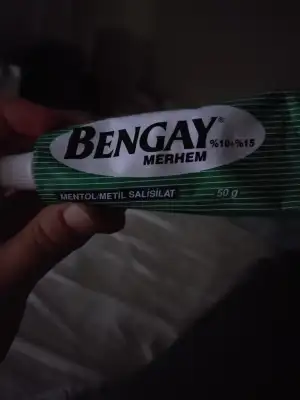 BENGAY®
%10+%15
MERHEM
MENTOL/METİL SALİSİLAT
50 g